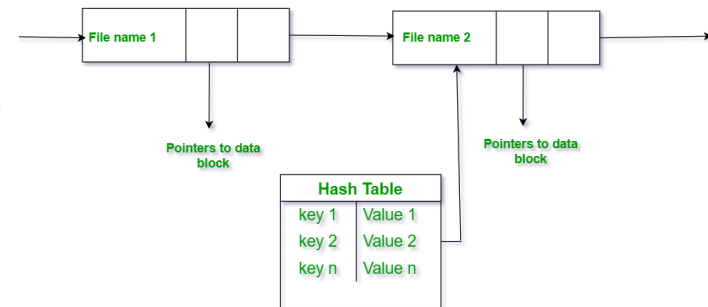 File name 1
File name 2
Pointers to data
block
Pointers to data
block
Hash Table
key 1 Value 1
key 2 Value 2
key n Value n